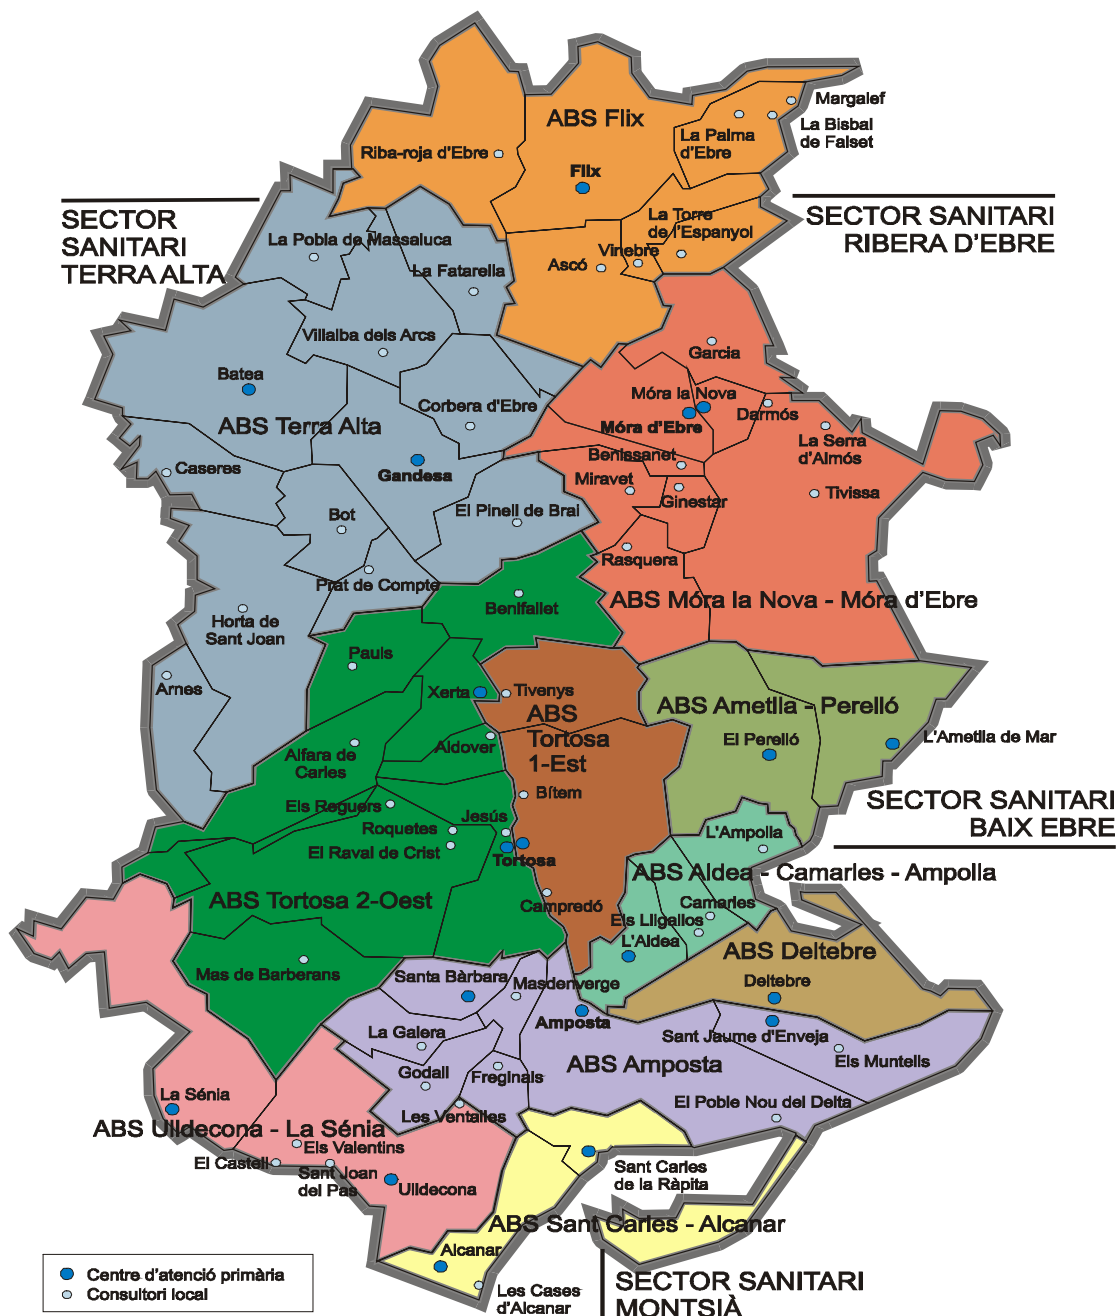 Margalef
ABS Flix
La Bisbal
de Falset
La Palma
d'Ebre
Riba-roja d'Ebre
Flix
SECTOR
SANITARI
TERRA ALTA
SECTOR SANITARI
RIBERA D'EBRE
La Torre
de l'Espanyol
La Pobla de Massaluca
Vinebre
Ascó
La Fatarella
Villalba dels Arcs
Garcia
Batea
Móra la Nova
Corbera d'Ebre
Darmós
ABS Terra Alta
Móra d'Ebre
La Serra
d'Almós
Benissanet
Caseres
Gandesa
Miravet
Tivissa
Ginestar
El Pinell de Brai
Bot
Rasquera
Prat de Compte
ABS Móra la Nova - Móra d'Ebre
Benifallet
Horta de
Sant Joan
Pauls
Arnes
Xerta
Tivenys
ABS Ametlla - Perelló
ABS
Tortosa
1-Est
El Perelló
L'Ametlla de Mar
Aldover
Alfara de
Carles
Bítem
SECTOR SANITARI
BAIX EBRE
Els Reguers
Jesús
Roquetes
L'Ampolla
El Raval de Crist
Tortosa
ABS Aldea - Camarles - Ampolla
ABS Tortosa 2-Oest
Campredó
Camarles
Els Lligallos
L'Aldea
ABS Deltebre
Mas de Barberans
Santa Bàrbara
Masdenverge
Deltebre
Amposta
La Galera
Sant Jaume d'Enveja
Els Muntells
ABS Amposta
Godall
Freginals
La Sénia
Les Ventalles
El Poble Nou del Delta
ABS Ulldecona - La Sénia
Els Valentins
El Castell
Sant Joan
del Pas
Ulldecona
Sant Carles
de la Ràpita
ABS Sant Carles - Alcanar
Alcanar
Les Cases
d'Alcanar
SECTOR SANITARI
MONTSIÀ
Centre d'atenció primària
Consultori local